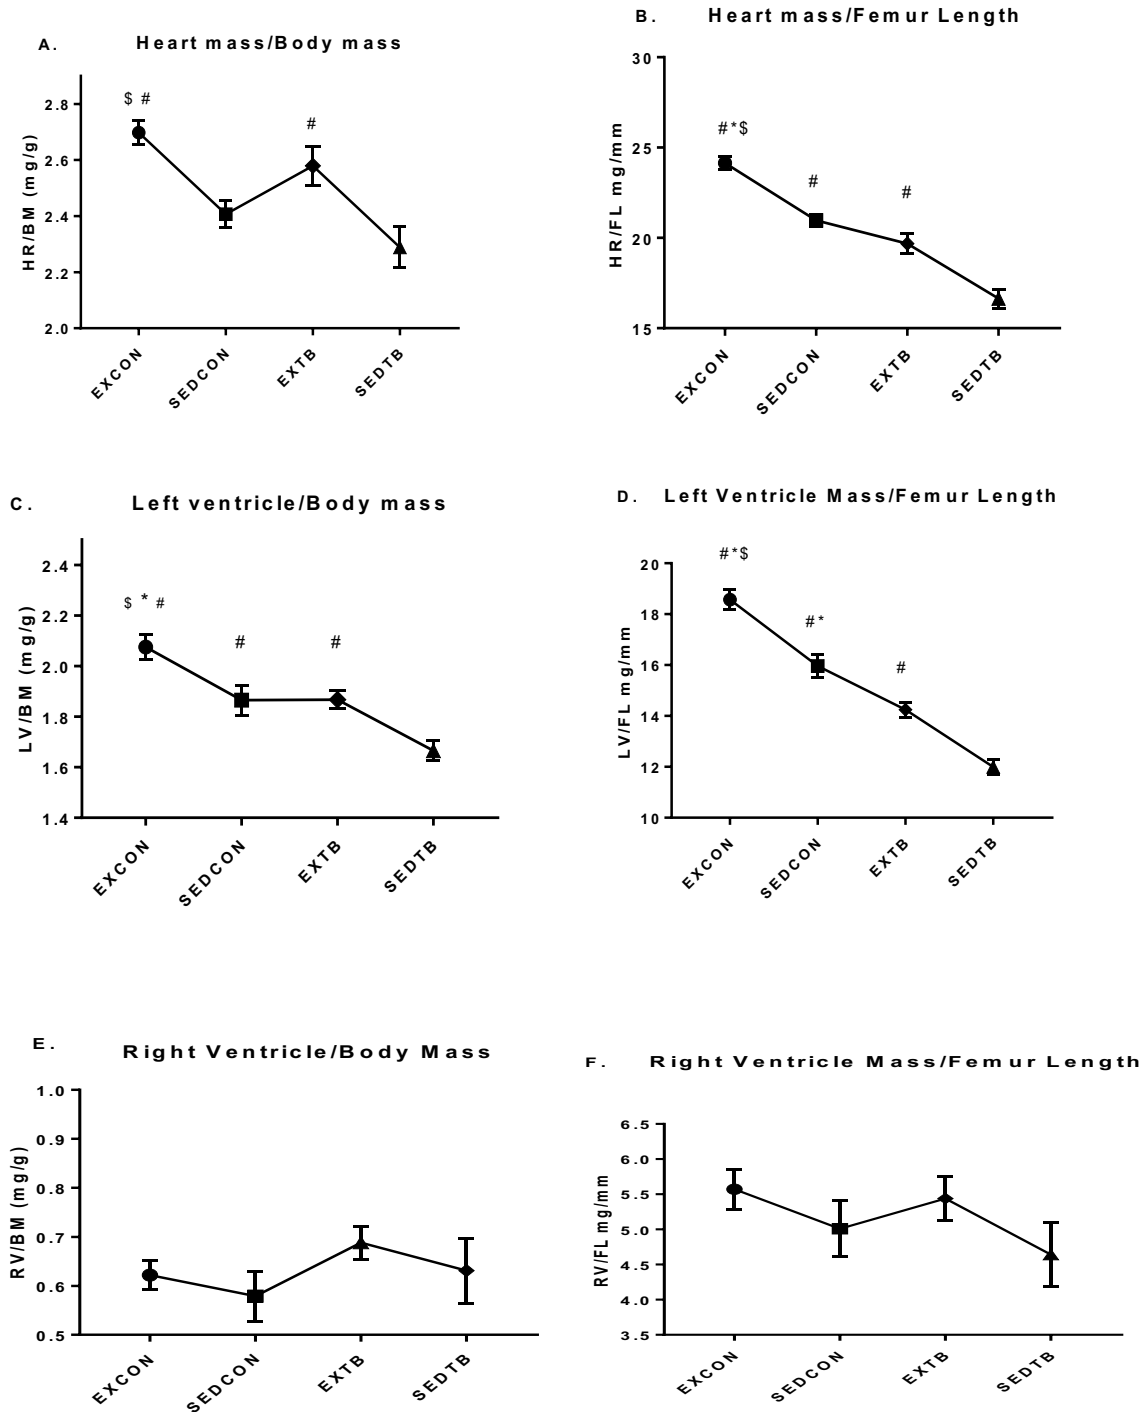 A. Heart mass/Body mass
$ #
#
HR/BM (mg/g)
2.8
2.6
2.4
2.2
2.0
EXCON
SEDCON
EXTB
SEDTB
B. Heart mass/Femur Length
#*$
#
#
HR/FL mg/mm
30
25
20
15
EXCON
SEDCON
EXTB
SEDTB
C. Left ventricle/Body mass
$ * #
#
#
LV/BM (mg/g)
2.4
2.2
2.0
1.8
1.6
1.4
EXCON
SEDCON
EXTB
SEDTB
D. Left Ventricle Mass/Femur Length
#*$
#*
#
LV/FL mg/mm
20
18
16
14
12
10
EXCON
SEDCON
EXTB
SEDTB
E. Right Ventricle/Body Mass
RV/BM (mg/g)
1.0
0.9
0.8
0.7
0.6
0.5
EXCON
SEDCON
EXTB
SEDTB
F. Right Ventricle Mass/Femur Length
RV/FL mg/mm
6.5
6.0
5.5
5.0
4.5
4.0
3.5
EXCON
SEDCON
EXTB
SEDTB